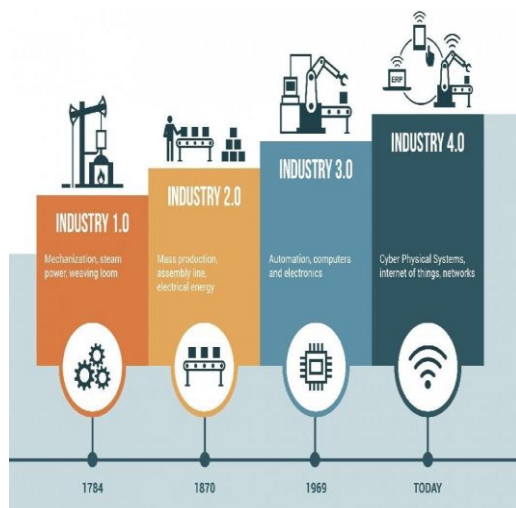 ERP
INDUSTRY 1.0
Mechanization, steam
power, weaving loom
INDUSTRY 2.0
Mass production,
assembly line,
electrical energy
INDUSTRY 3.0
Automation, computers
and electronics
INDUSTRY 4.0
Cyber Physical Systems,
internet of things, networks
1784
1870
1969
TODAY